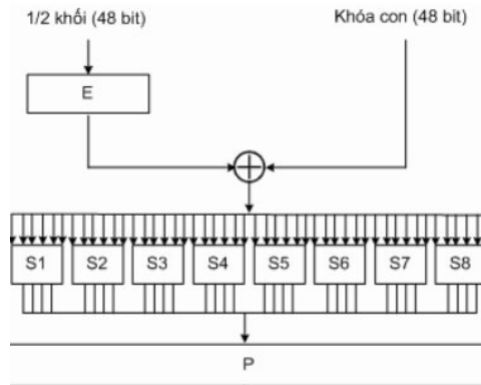 1/2 khối (48 bit) Khóa con (48 bit)
E
S1 S2 S3 S4 S5 S6 S7 S8
P